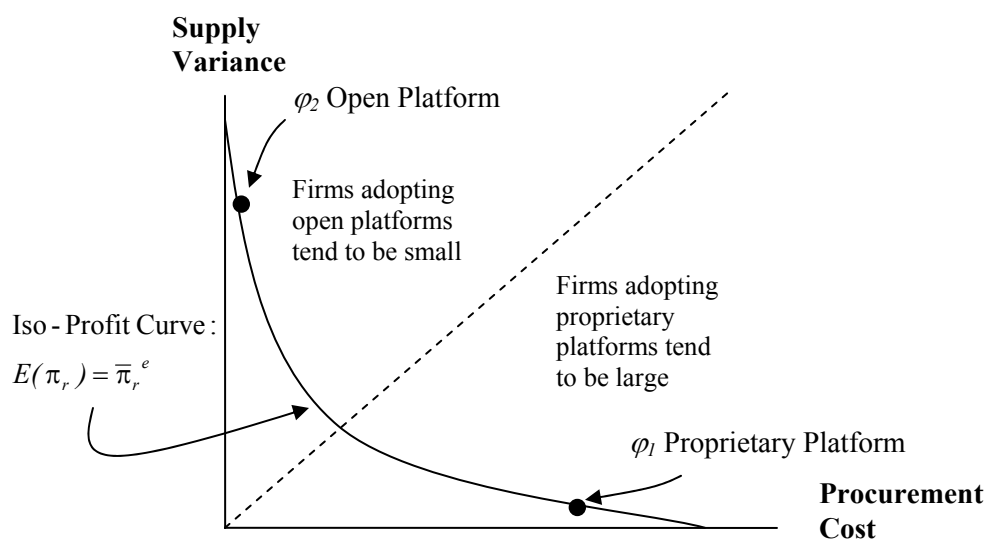 Supply
Variance
φ2 Open Platform
Firms adopting
open platforms
tend to be small
Firms adopting
proprietary
platforms tend
to be large
Iso - Profit Curve :
E(πr) = π̅rᵉ
φ1 Proprietary Platform
Procurement
Cost